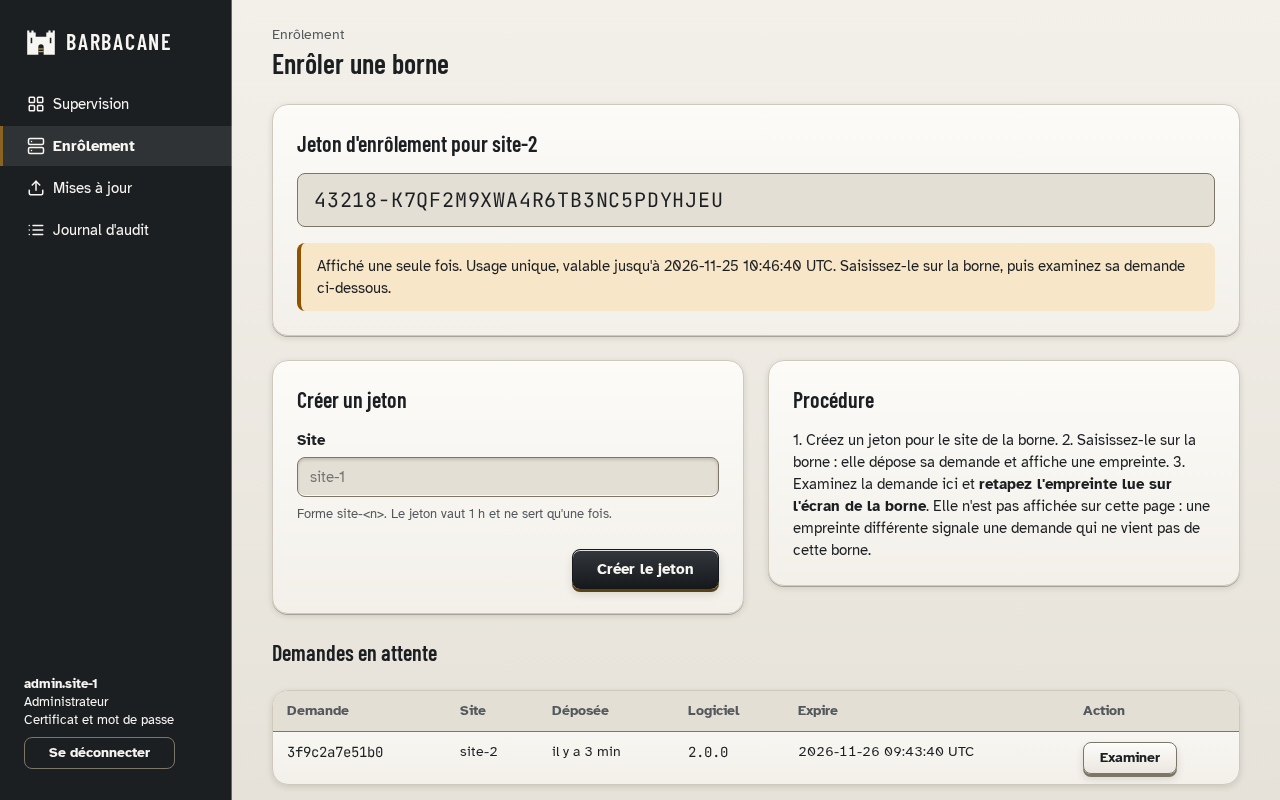 BARBACANE
Supervision
Enrôlement
Mises à jour
Journal d'audit
admin.site-1
Administrateur
Certificat et mot de passe
Se déconnecter
Enrôlement
Enrôler une borne
Jeton d'enrôlement pour site-2
43218-K7QF2M9XWA4R6TB3NC5PDYHJEU
Affiché une seule fois. Usage unique, valable jusqu'à 2026-11-25 10:46:40 UTC. Saisissez-le sur la borne, puis examinez sa demande
ci-dessous.
Créer un jeton
Site
site-1
Forme site-<n>. Le jeton vaut 1 h et ne sert qu'une fois.
Créer le jeton
Procédure
1. Créez un jeton pour le site de la borne. 2. Saisissez-le sur la
borne : elle dépose sa demande et affiche une empreinte. 3.
Examinez la demande ici et retapez l'empreinte lue sur
l'écran de la borne. Elle n'est pas affichée sur cette page : une
empreinte différente signale une demande qui ne vient pas de
cette borne.
Demandes en attente
Demande Site Déposée Logiciel Expire Action
3f9c2a7e51b0 site-2 il y a 3 min 2.0.0 2026-11-26 09:43:40 UTC Examiner